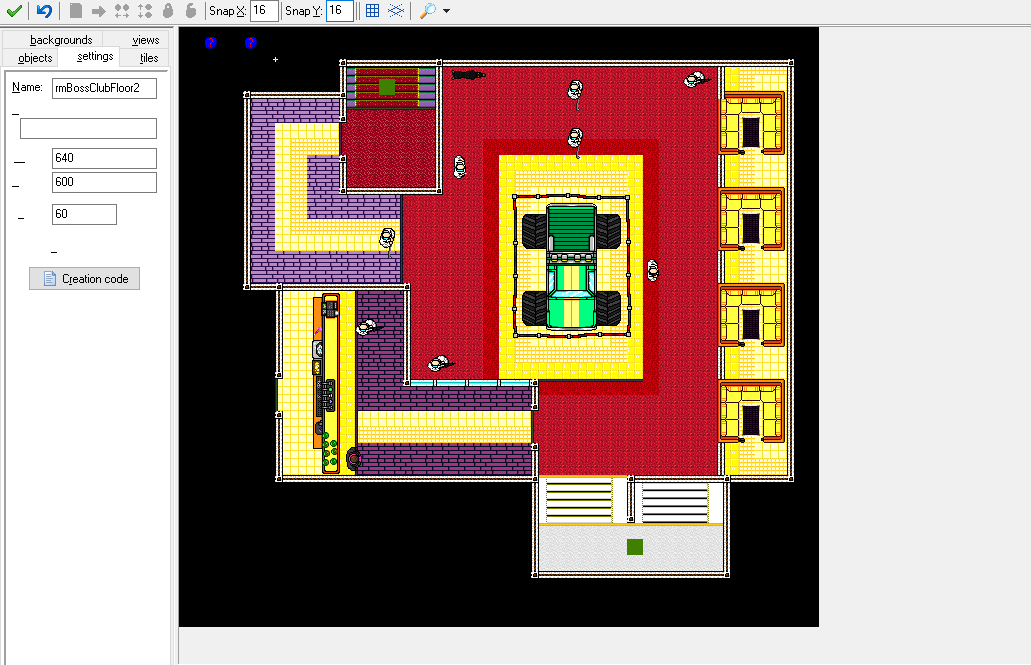 Snap X: 16 Snap Y: 16
backgrounds views
objects settings tiles
Name: rmBossClubFloor2
640
600
60
Creation code
? ?